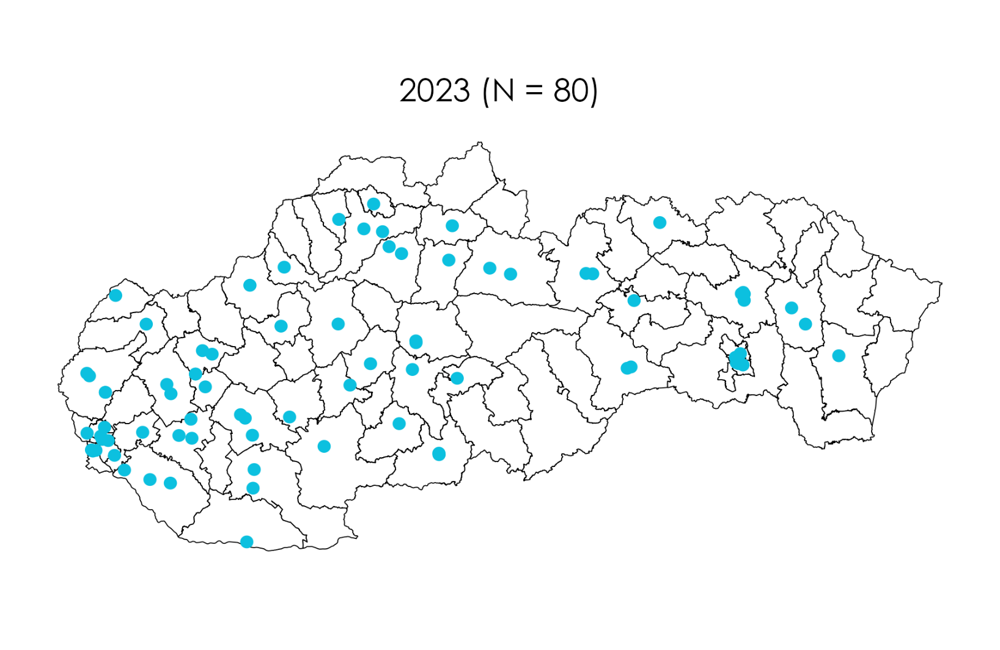 2023 (N = 80)